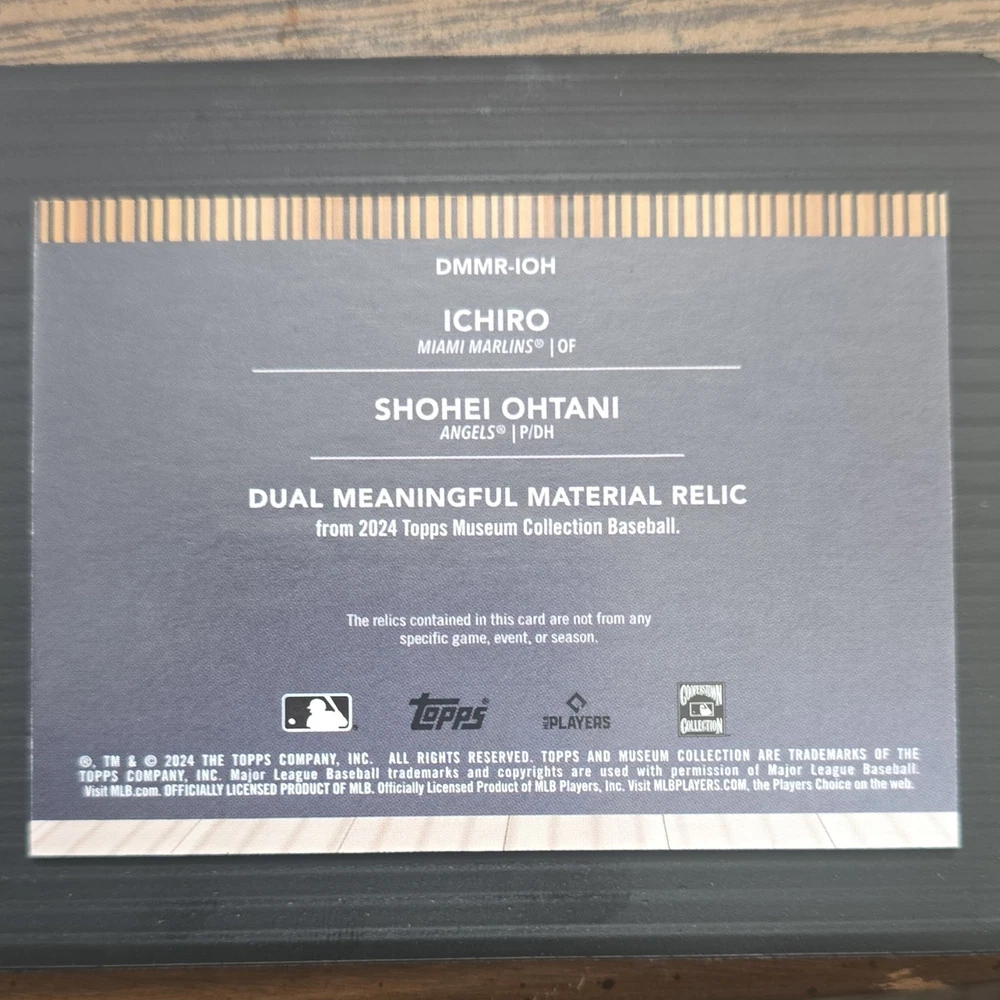 DMMR-IOH
ICHIRO
MIAMI MARLINS® | OF
SHOHEI OHTANI
ANGELS® | P/DH
DUAL MEANINGFUL MATERIAL RELIC
from 2024 Topps Museum Collection Baseball.
The relics contained in this card are not from any
specific game, event, or season.
Topps®
MLB PLAYERS
COOPERSTOWN
COLLECTION
®, TM & © 2024 THE TOPPS COMPANY, INC. ALL RIGHTS RESERVED. TOPPS AND MUSEUM COLLECTION ARE TRADEMARKS OF THE
TOPPS COMPANY, INC. Major League Baseball trademarks and copyrights are used with permission of Major League Baseball.
Visit MLB.com. OFFICIALLY LICENSED PRODUCT OF MLB. Officially Licensed Product of MLB Players, Inc. Visit MLBPLAYERS.COM, the Players Choice on the web.